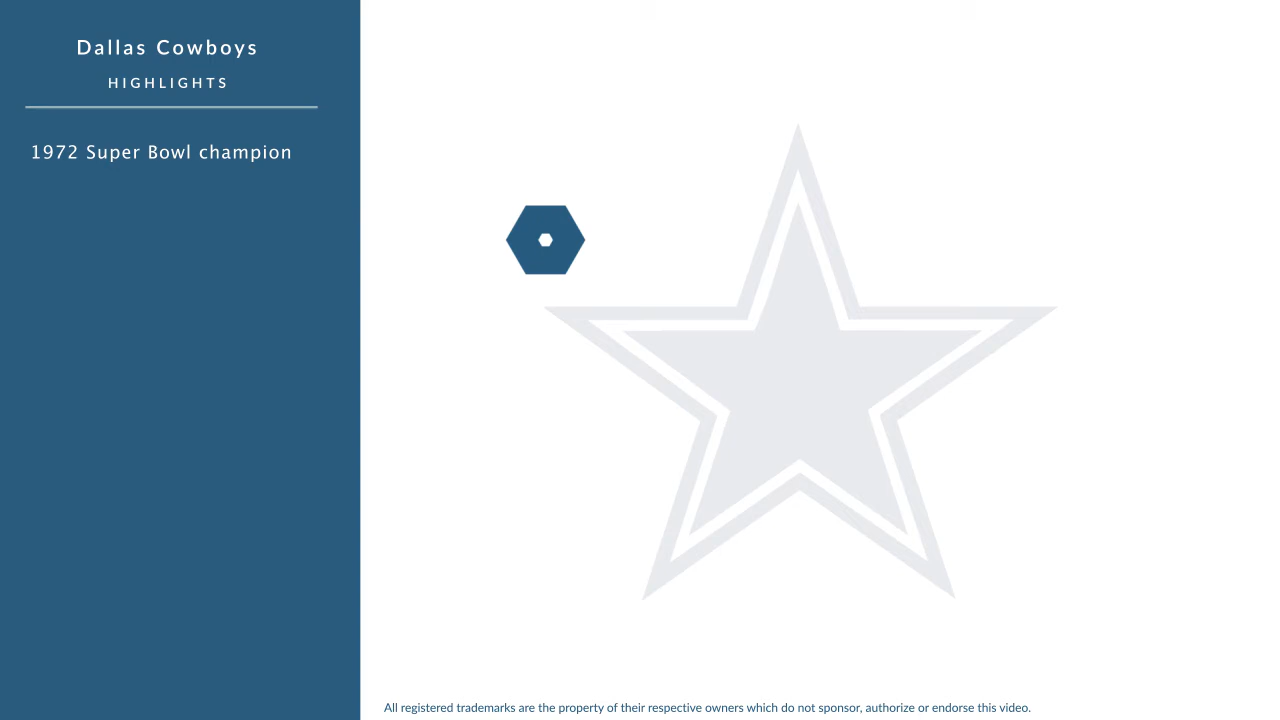 Dallas Cowboys
HIGHLIGHTS
1972 Super Bowl champion
All registered trademarks are the property of their respective owners which do not sponsor, authorize or endorse this video.